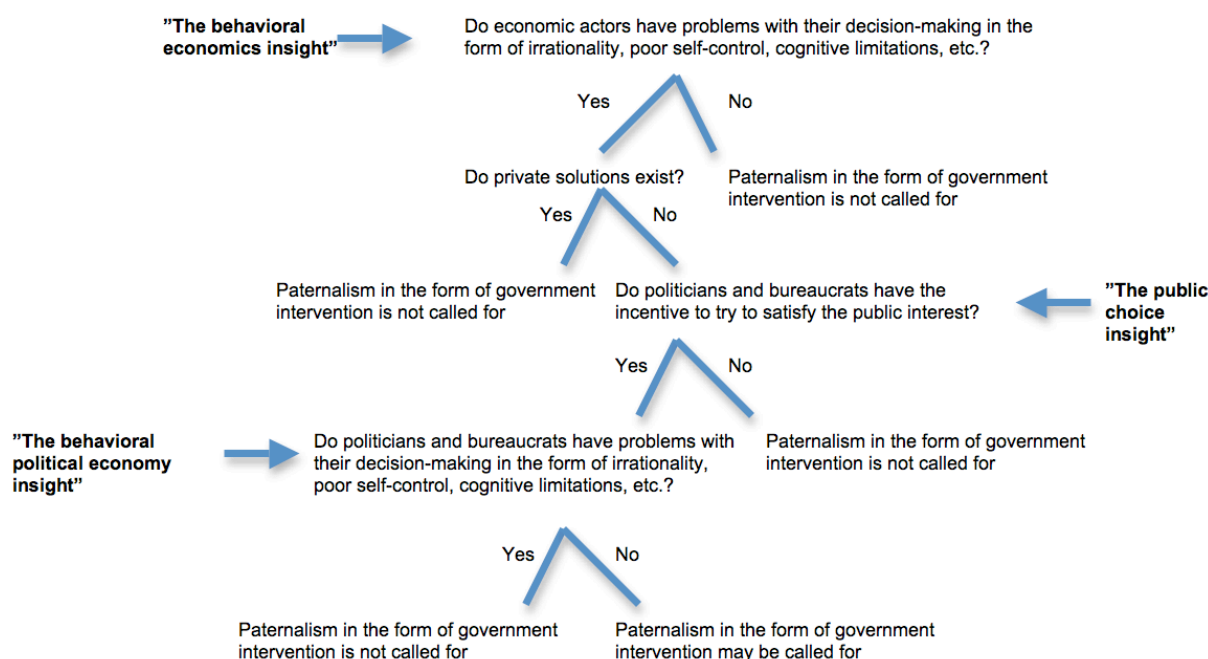 ”The behavioral
economics insight”
Do economic actors have problems with their decision-making in the
form of irrationality, poor self-control, cognitive limitations, etc.?
Yes
No
Do private solutions exist?
Paternalism in the form of government
intervention is not called for
Yes
No
Paternalism in the form of government
intervention is not called for
Do politicians and bureaucrats have the
incentive to try to satisfy the public interest?
”The public
choice
insight”
Yes
No
”The behavioral
political economy
insight”
Do politicians and bureaucrats have problems with
their decision-making in the form of irrationality,
poor self-control, cognitive limitations, etc.?
Paternalism in the form of government
intervention is not called for
Yes
No
Paternalism in the form of government
intervention is not called for
Paternalism in the form of government
intervention may be called for